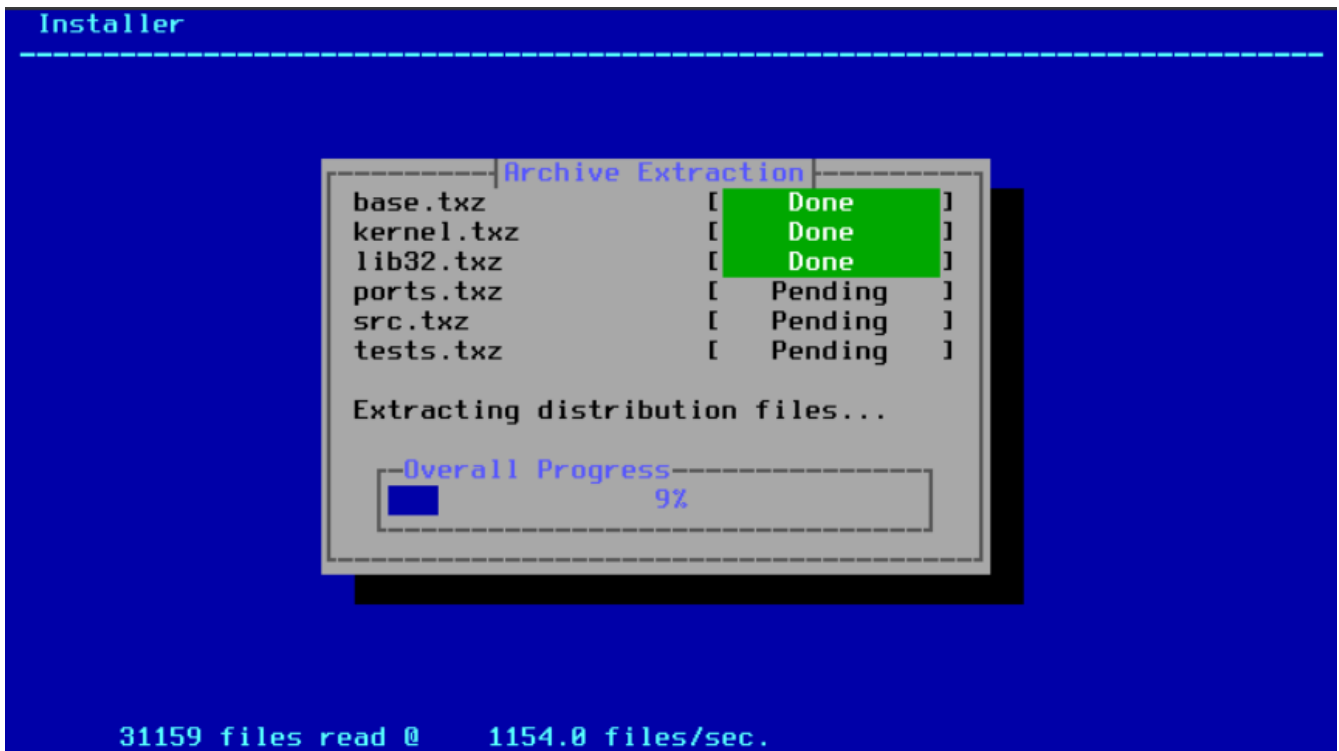 Installer
Archive Extraction
base.txz [ Done ]
kernel.txz [ Done ]
lib32.txz [ Done ]
ports.txz [ Pending ]
src.txz [ Pending ]
tests.txz [ Pending ]
Extracting distribution files...
Overall Progress
9%
31159 files read @ 1154.0 files/sec.